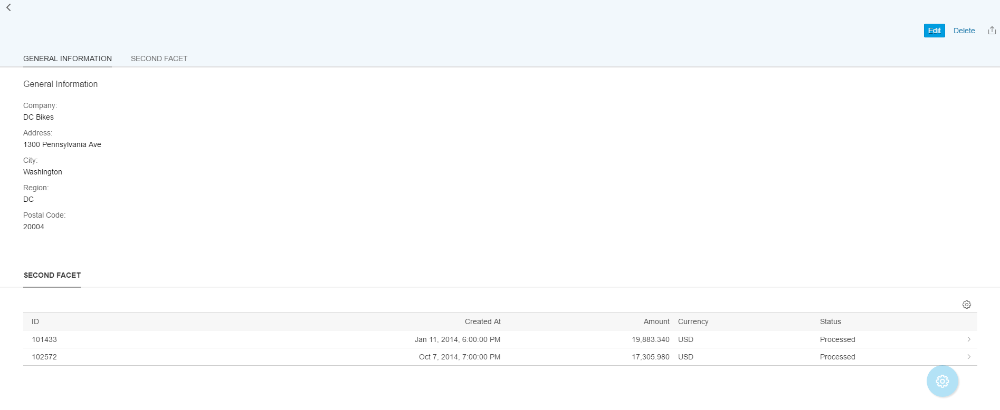 Edit Delete
GENERAL INFORMATION SECOND FACET
General Information
Company:
DC Bikes
Address:
1300 Pennsylvania Ave
City:
Washington
Region:
DC
Postal Code:
20004
SECOND FACET
ID Created At Amount Currency Status
101433 Jan 11, 2014, 6:00:00 PM 19,883.340 USD Processed
102572 Oct 7, 2014, 7:00:00 PM 17,305.980 USD Processed